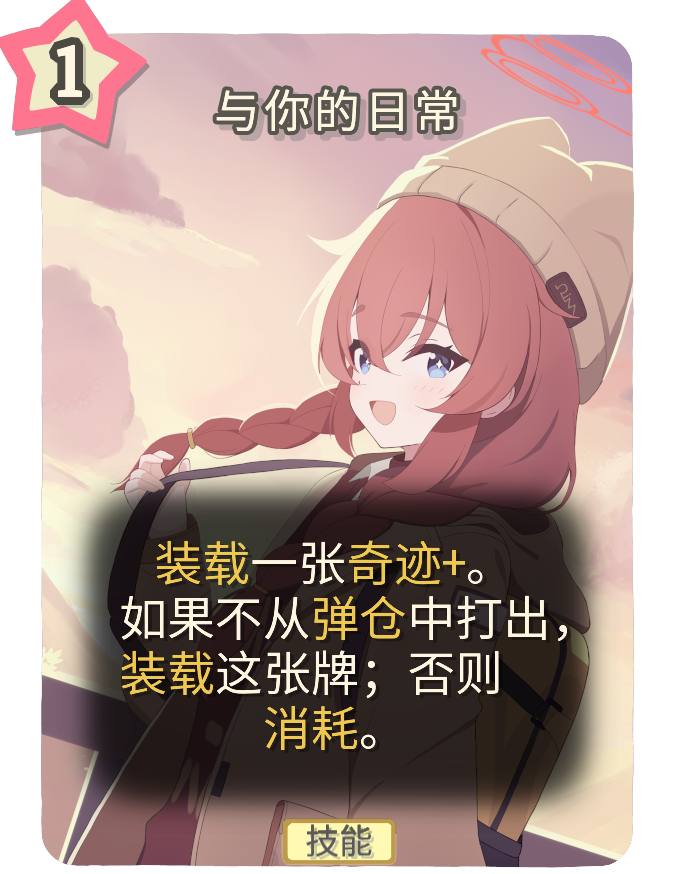 1
与你的日常
装载一张奇迹+。
如果不从弹仓中打出，
装载这张牌；否则
消耗。
技能